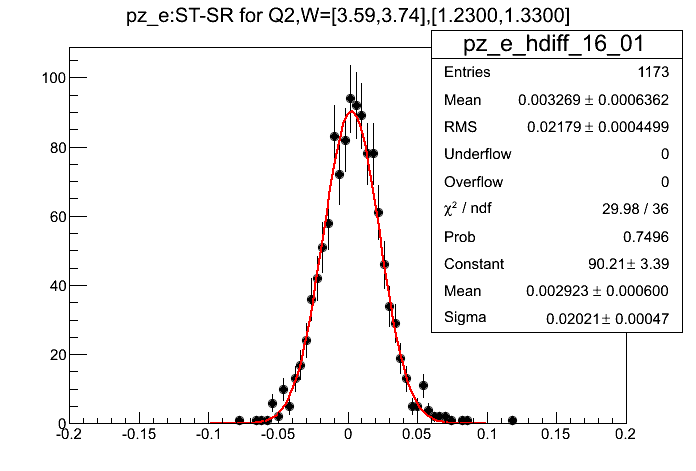 pz_e:ST-SR for Q2,W=[3.59,3.74],[1.2300,1.3300]
pz_e_hdiff_16_01
Entries 1173
Mean 0.003269 ± 0.0006362
RMS 0.02179 ± 0.0004499
Underflow 0
Overflow 0
χ² / ndf 29.98 / 36
Prob 0.7496
Constant 90.21± 3.39
Mean 0.002923 ± 0.000600
Sigma 0.02021 ± 0.00047
100
80
60
40
20
0
-0.2 -0.15 -0.1 -0.05 0 0.05 0.1 0.15 0.2